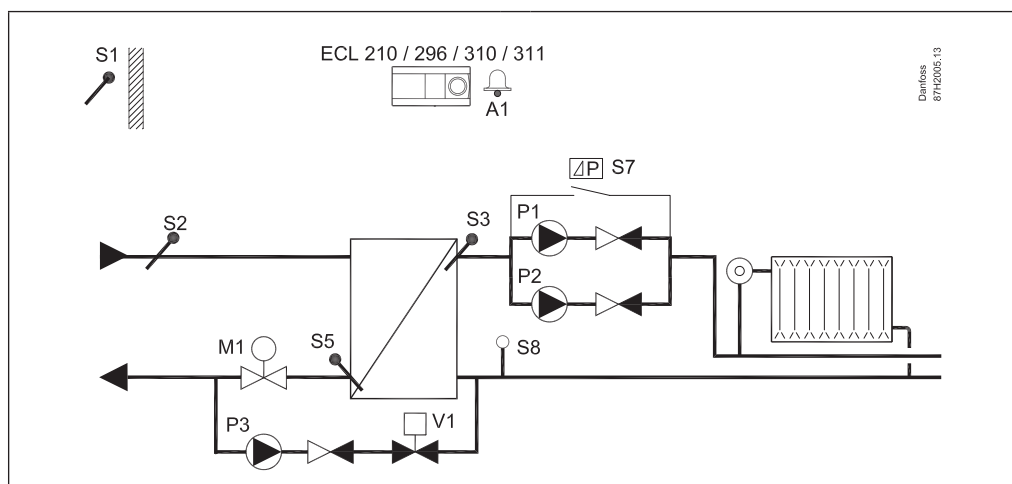 S1
ECL 210 / 296 / 310 / 311
A1
Danfoss
87H2005.13
⊿P S7
S2
S3
P1
P2
M1
S5
S8
P3
V1